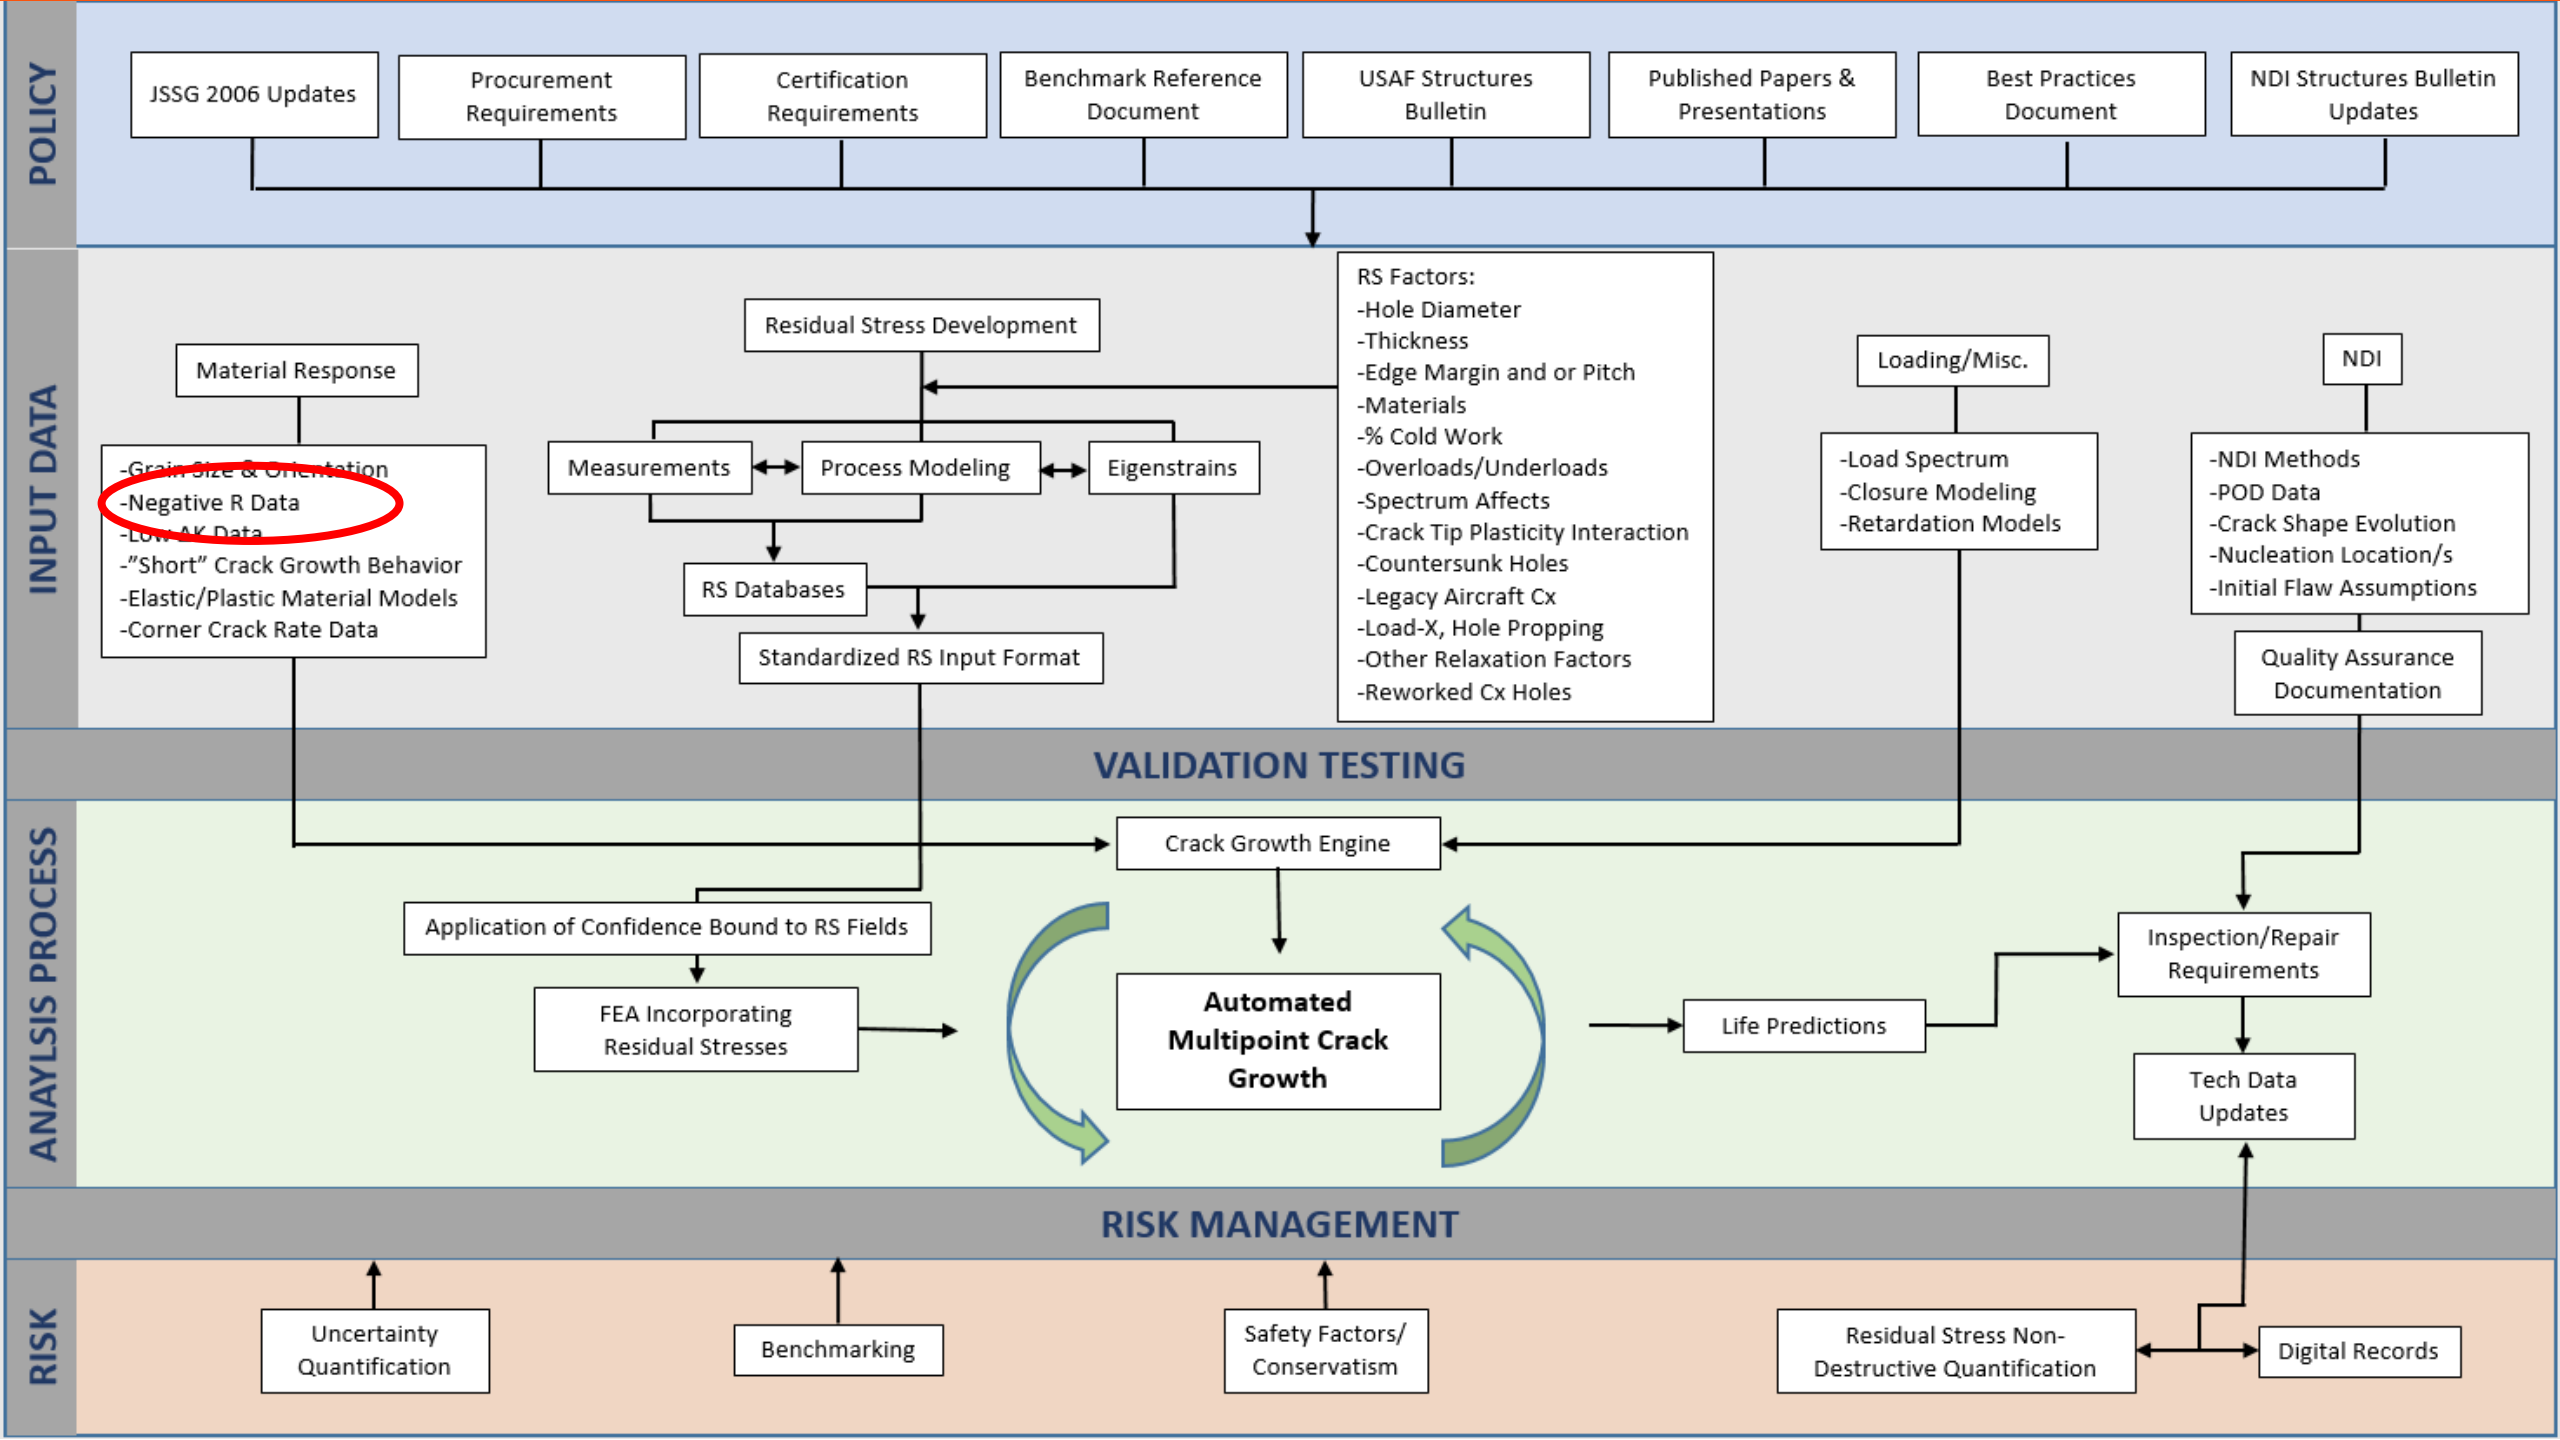 POLICY
JSSG 2006 Updates
Procurement
Requirements
Certification
Requirements
Benchmark Reference
Document
USAF Structures
Bulletin
Published Papers &
Presentations
Best Practices
Document
NDI Structures Bulletin
Updates
INPUT DATA
Material Response
-Grain Size & Orientation
-Negative R Data
-Low ΔK Data
-”Short” Crack Growth Behavior
-Elastic/Plastic Material Models
-Corner Crack Rate Data
Residual Stress Development
Measurements
Process Modeling
Eigenstrains
RS Databases
Standardized RS Input Format
RS Factors:
-Hole Diameter
-Thickness
-Edge Margin and or Pitch
-Materials
-% Cold Work
-Overloads/Underloads
-Spectrum Affects
-Crack Tip Plasticity Interaction
-Countersunk Holes
-Legacy Aircraft Cx
-Load-X, Hole Propping
-Other Relaxation Factors
-Reworked Cx Holes
Loading/Misc.
-Load Spectrum
-Closure Modeling
-Retardation Models
NDI
-NDI Methods
-POD Data
-Crack Shape Evolution
-Nucleation Location/s
-Initial Flaw Assumptions
Quality Assurance
Documentation
VALIDATION TESTING
ANAYLSIS PROCESS
Crack Growth Engine
Application of Confidence Bound to RS Fields
FEA Incorporating
Residual Stresses
Automated
Multipoint Crack
Growth
Life Predictions
Inspection/Repair
Requirements
Tech Data
Updates
RISK MANAGEMENT
RISK
Uncertainty
Quantification
Benchmarking
Safety Factors/
Conservatism
Residual Stress Non-
Destructive Quantification
Digital Records